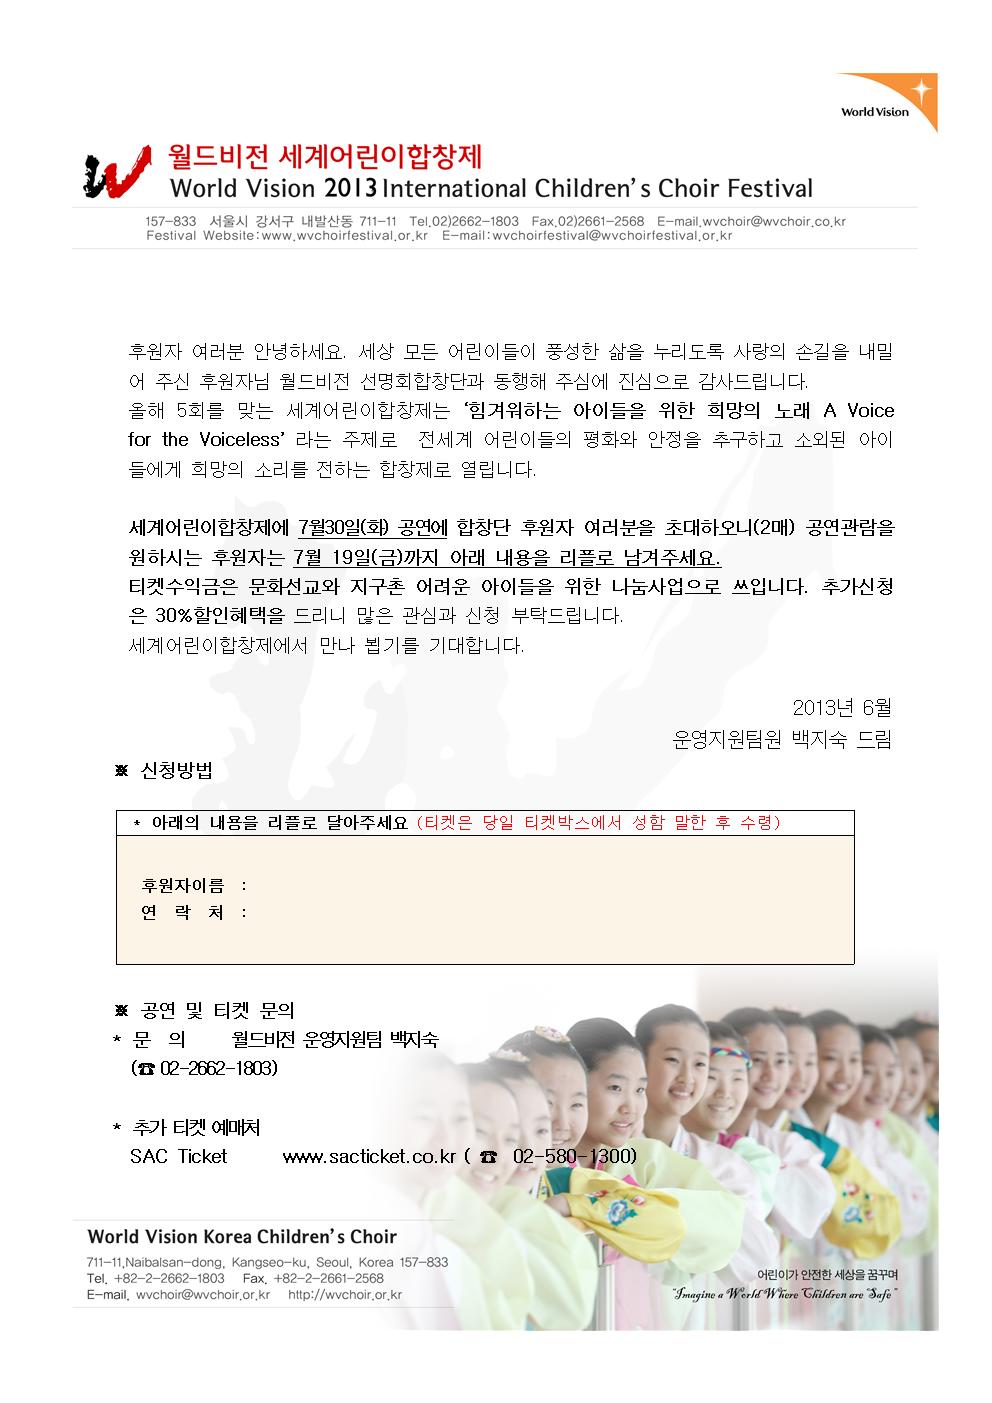 World Vision
월드비전 세계어린이합창제
World Vision 2013 International Children's Choir Festival
157-833 서울시 강서구 내발산동 711-11 Tel.02)2662-1803 Fax.02)2661-2568 E-mail.wvchoir@wvchoir.co.kr
Festival Website:www.wvchoirfestival.or.kr E-mail:wvchoirfestival@wvchoirfestival.or.kr
후원자 여러분 안녕하세요. 세상 모든 어린이들이 풍성한 삶을 누리도록 사랑의 손길을 내밀
어 주신 후원자님 월드비전 선명회합창단과 동행해 주심에 진심으로 감사드립니다.
올해 5회를 맞는 세계어린이합창제는 '힘겨워하는 아이들을 위한 희망의 노래 A Voice
for the Voiceless' 라는 주제로 전세계 어린이들의 평화와 안정을 추구하고 소외된 아이
들에게 희망의 소리를 전하는 합창제로 열립니다.
세계어린이합창제에 7월30일(화) 공연에 합창단 후원자 여러분을 초대하오니(2매) 공연관람을
원하시는 후원자는 7월 19일(금)까지 아래 내용을 리플로 남겨주세요.
티켓수익금은 문화선교와 지구촌 어려운 아이들을 위한 나눔사업으로 쓰입니다. 추가신청
은 30%할인혜택을 드리니 많은 관심과 신청 부탁드립니다.
세계어린이합창제에서 만나 뵙기를 기대합니다.
2013년 6월
운영지원팀원 백지숙 드림
※ 신청방법
* 아래의 내용을 리플로 달아주세요 (티켓은 당일 티켓박스에서 성함 말한 후 수령)
후원자이름 :
연 락 처 :
※ 공연 및 티켓 문의
* 문 의 월드비전 운영지원팀 백지숙
(☎ 02-2662-1803)
* 추가 티켓 예매처
SAC Ticket www.sacticket.co.kr ( ☎ 02-580-1300)
World Vision Korea Children's Choir
711-11,Naibalsan-dong, Kangseo-ku, Seoul, Korea 157-833
Tel. +82-2-2662-1803 Fax. +82-2-2661-2568
E-mail. wvchoir@wvchoir.or.kr http://wvchoir.or.kr
어린이가 안전한 세상을 꿈꾸며
"Imagine a World Where Children are Safe"